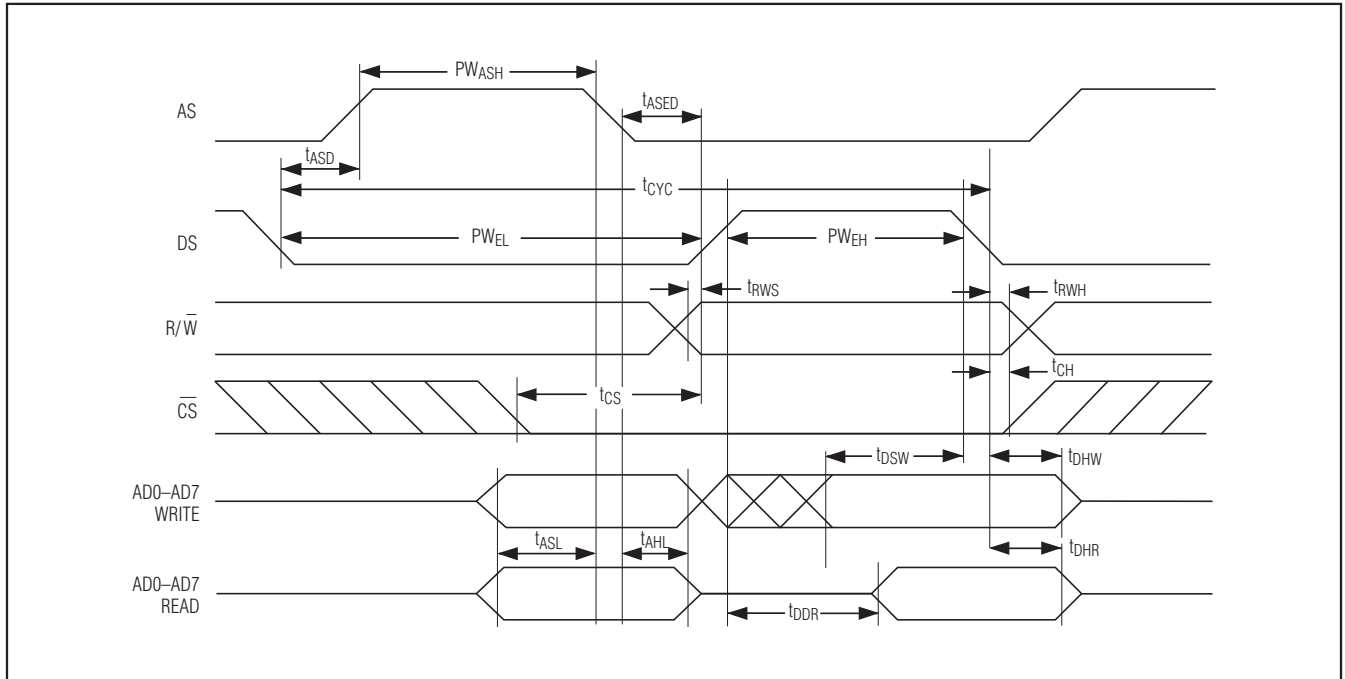 PWASH
AS
tASED
tASD
tCYC
DS
PWEL
PWEH
tRWS
tRWH
R/W̅
tCH
C̅S̅
tCS
tDSW
tDHW
AD0–AD7
WRITE
tASL
tAHL
tDHR
AD0–AD7
READ
tDDR